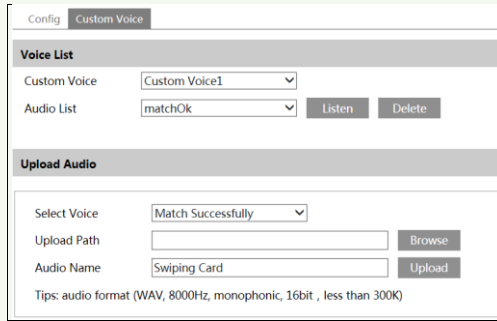 Config Custom Voice
Voice List
Custom Voice Custom Voice1
Audio List matchOk Listen Delete
Upload Audio
Select Voice Match Successfully
Upload Path Browse
Audio Name Swiping Card Upload
Tips: audio format (WAV, 8000Hz, monophonic, 16bit , less than 300K)